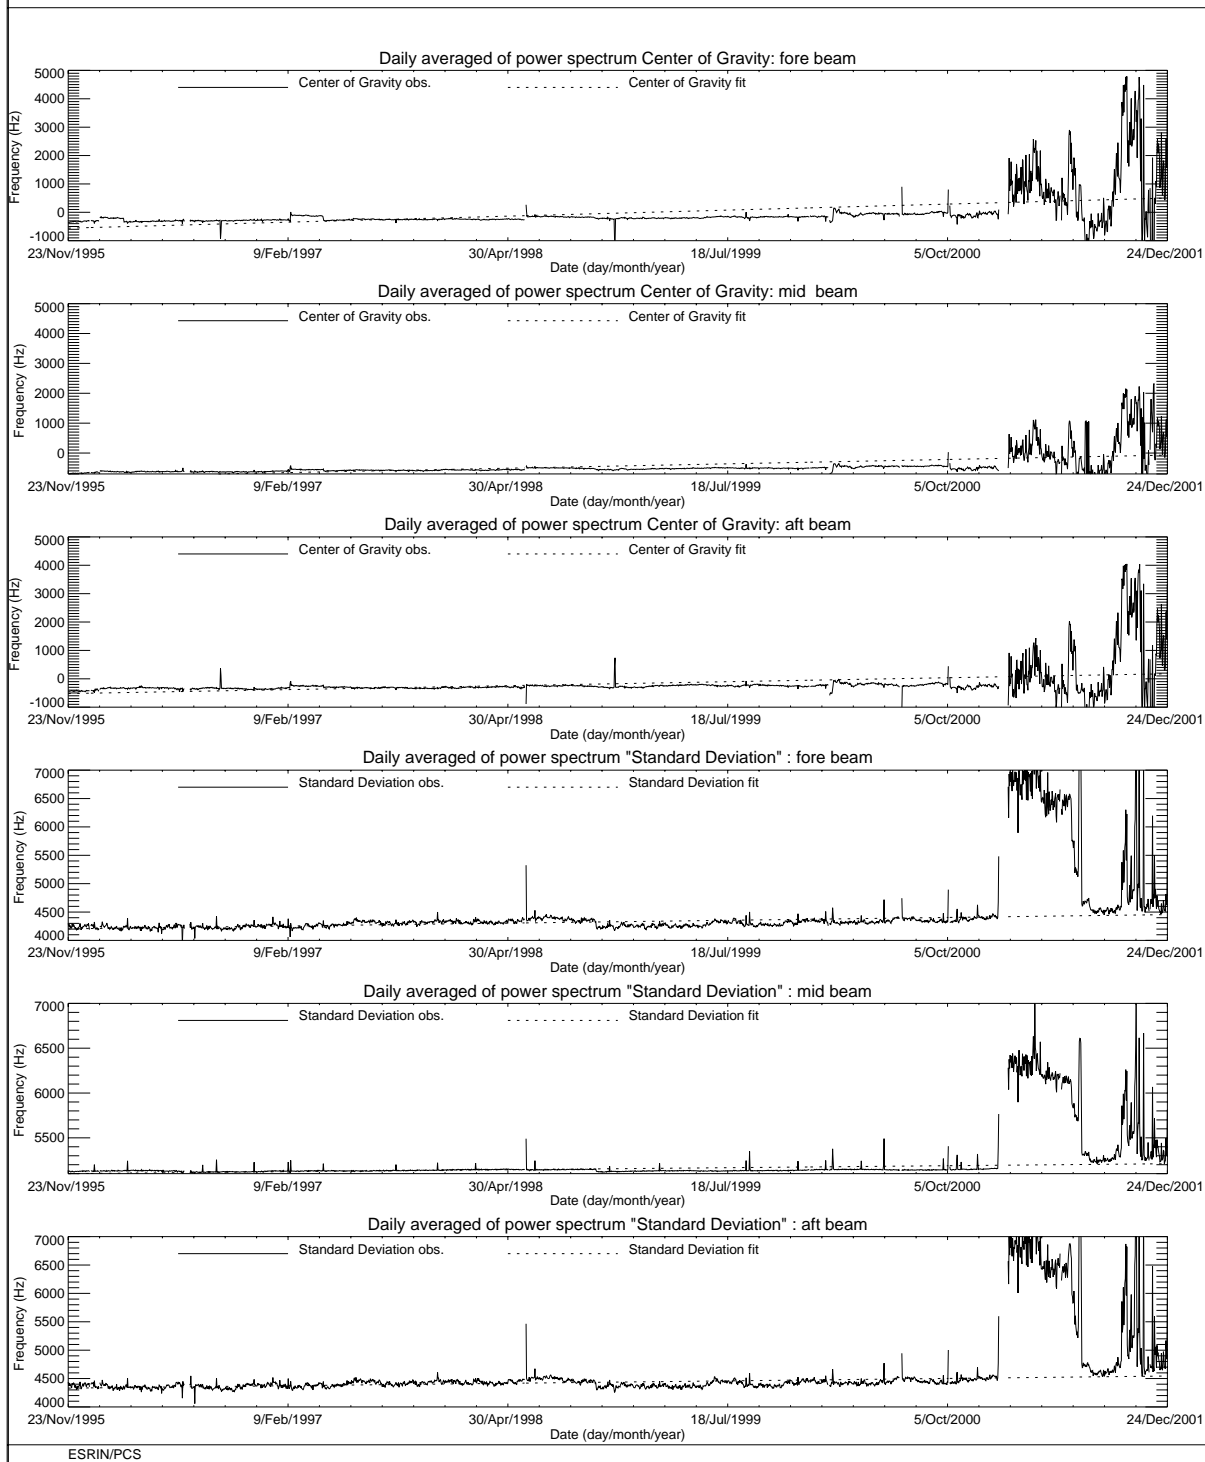 Daily averaged of power spectrum Center of Gravity: fore beam
Center of Gravity obs.
Center of Gravity fit
5000
4000
3000
2000
1000
0
-1000
Frequency (Hz)
23/Nov/1995 9/Feb/1997 30/Apr/1998 18/Jul/1999 5/Oct/2000 24/Dec/2001
Date (day/month/year)
Daily averaged of power spectrum Center of Gravity: mid  beam
Center of Gravity obs.
Center of Gravity fit
5000
4000
3000
2000
1000
0
Frequency (Hz)
23/Nov/1995 9/Feb/1997 30/Apr/1998 18/Jul/1999 5/Oct/2000 24/Dec/2001
Date (day/month/year)
Daily averaged of power spectrum Center of Gravity: aft beam
Center of Gravity obs.
Center of Gravity fit
5000
4000
3000
2000
1000
0
-1000
Frequency (Hz)
23/Nov/1995 9/Feb/1997 30/Apr/1998 18/Jul/1999 5/Oct/2000 24/Dec/2001
Date (day/month/year)
Daily averaged of power spectrum "Standard Deviation" : fore beam
Standard Deviation obs.
Standard Deviation fit
7000
6500
6000
5500
5000
4500
4000
Frequency (Hz)
23/Nov/1995 9/Feb/1997 30/Apr/1998 18/Jul/1999 5/Oct/2000 24/Dec/2001
Date (day/month/year)
Daily averaged of power spectrum "Standard Deviation" : mid beam
Standard Deviation obs.
Standard Deviation fit
7000
6500
6000
5500
Frequency (Hz)
23/Nov/1995 9/Feb/1997 30/Apr/1998 18/Jul/1999 5/Oct/2000 24/Dec/2001
Date (day/month/year)
Daily averaged of power spectrum "Standard Deviation" : aft beam
Standard Deviation obs.
Standard Deviation fit
7000
6500
6000
5500
5000
4500
4000
Frequency (Hz)
23/Nov/1995 9/Feb/1997 30/Apr/1998 18/Jul/1999 5/Oct/2000 24/Dec/2001
Date (day/month/year)
ESRIN/PCS